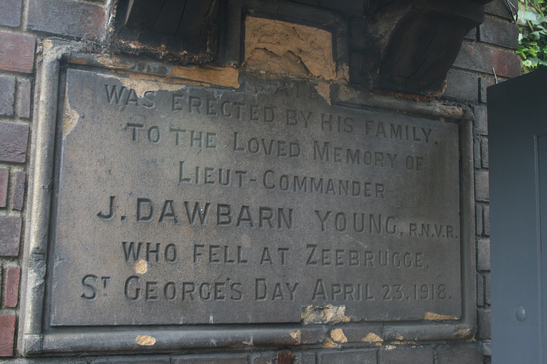 WAS ERECTED BY HIS FAMILY,
TO THE LOVED MEMORY OF
LIEUT-COMMANDER
J. DAWBARN YOUNG, R.N.V.R.
WHO FELL AT ZEEBRUGGE,
ST GEORGE'S DAY APRIL 23, 1918.